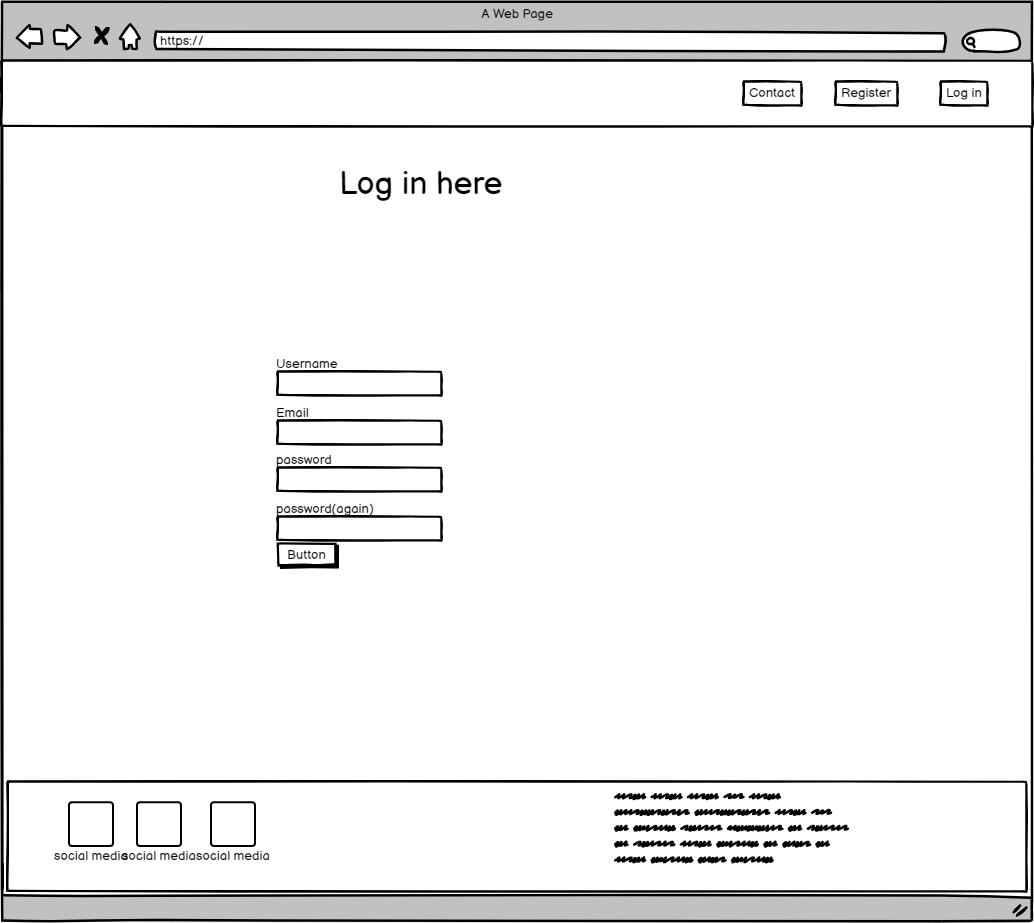 A Web Page
https://
Contact Register Log in
Log in here
Username
Email
password
password(again)
Button
social media social media social media